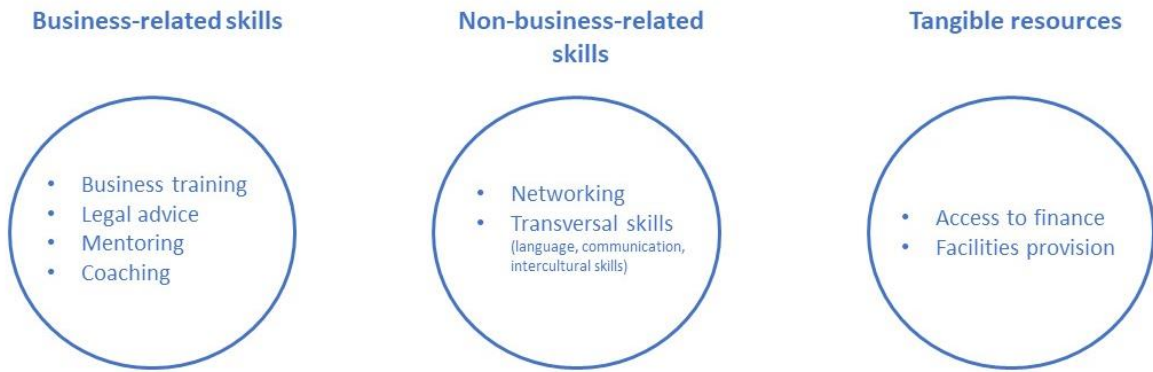 Business-related skills
Non-business-related
skills
Tangible resources
• Business training
• Legal advice
• Mentoring
• Coaching
• Networking
• Transversal skills
(language, communication,
intercultural skills)
• Access to finance
• Facilities provision